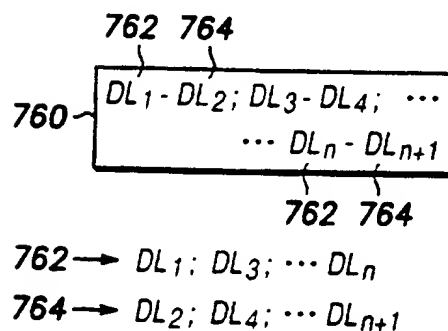 762 764
DL₁ - DL₂; DL₃ - DL₄; ···
760
··· DLₙ - DLₙ₊₁
762 764
762 → DL₁; DL₃; ··· DLₙ
764 → DL₂; DL₄; ··· DLₙ₊₁